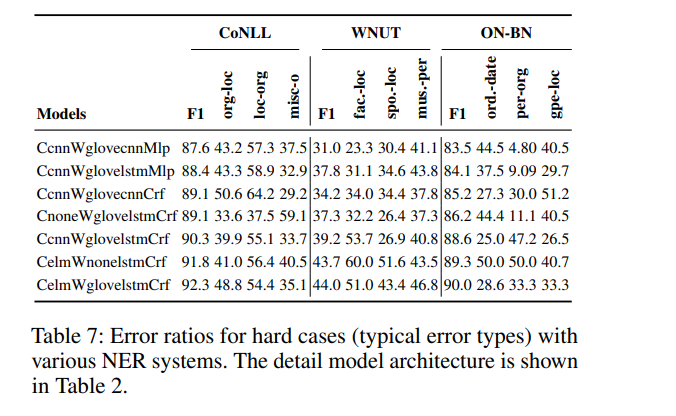 CoNLL WNUT ON-BN
Models F1 org-loc loc-org misc-o F1 fac.-loc spo.-loc mus.-per F1 ord.-date per-org gpe-loc
CcnnWglovecnnMlp 87.6 43.2 57.3 37.5 31.0 23.3 30.4 41.1 83.5 44.5 4.80 40.5
CcnnWglovelstmMlp 88.4 43.3 58.9 32.9 37.8 31.1 34.6 43.8 84.1 37.5 9.09 29.7
CcnnWglovecnnCrf 89.1 50.6 64.2 29.2 34.2 34.0 34.4 37.8 85.2 27.3 30.0 51.2
CnoneWglovelstmCrf 89.1 33.6 37.5 59.1 37.3 32.2 26.4 37.3 86.2 44.4 11.1 40.5
CcnnWglovelstmCrf 90.3 39.9 55.1 33.7 39.2 53.7 26.9 40.8 88.6 25.0 47.2 26.5
CelmWnonelstmCrf 91.8 41.0 56.4 40.5 43.7 60.0 51.6 43.5 89.3 50.0 50.0 40.7
CelmWglovelstmCrf 92.3 48.8 54.4 35.1 44.0 51.0 43.4 46.8 90.0 28.6 33.3 33.3
Table 7: Error ratios for hard cases (typical error types) with
various NER systems. The detail model architecture is shown
in Table 2.